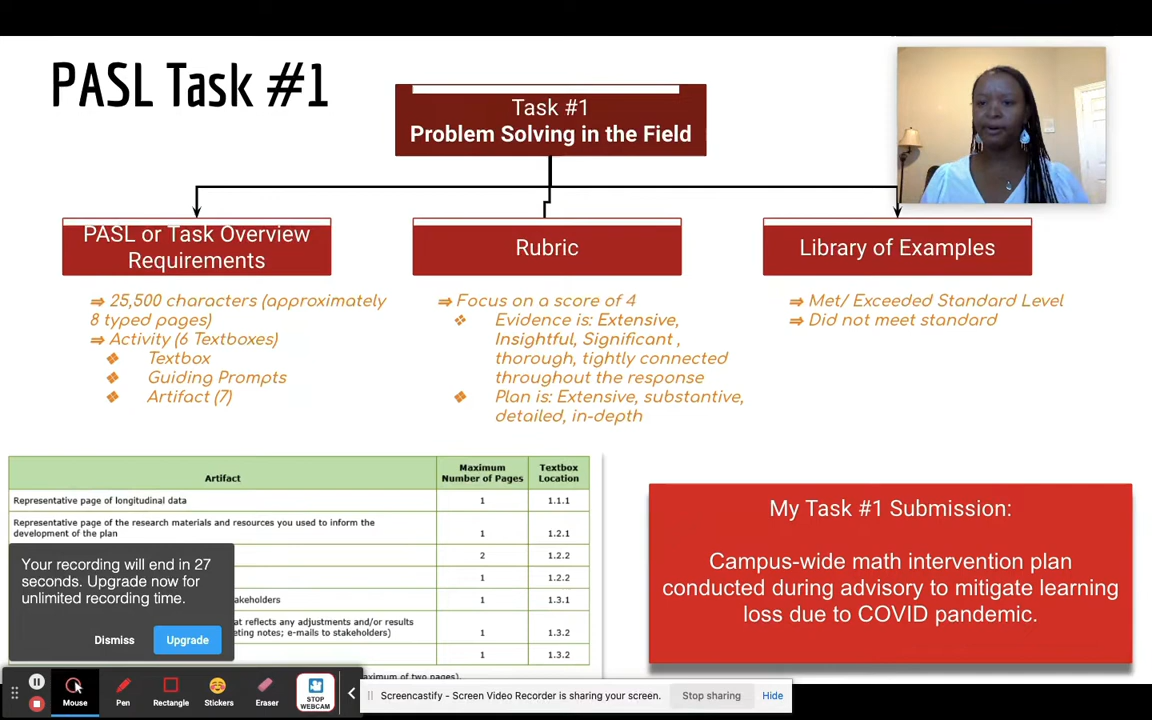 PASL Task #1
Task #1
Problem Solving in the Field
PASL or Task Overview
Requirements
⇒ 25,500 characters (approximately
8 typed pages)
⇒ Activity (6 Textboxes)
❖ Textbox
❖ Guiding Prompts
❖ Artifact (7)
Rubric
⇒ Focus on a score of 4
❖ Evidence is: Extensive,
Insightful, Significant ,
thorough, tightly connected
throughout the response
❖ Plan is: Extensive, substantive,
detailed, in-depth
Library of Examples
⇒ Met/ Exceeded Standard Level
⇒ Did not meet standard
Artifact Maximum Number of Pages Textbox Location
Representative page of longitudinal data 1 1.1.1
Representative page of the research materials and resources you used to inform the
development of the plan 1 1.2.1
2 1.2.2
1 1.2.2
akeholders 1 1.3.1
at reflects any adjustments and/or results
eting notes; e-mails to stakeholders) 1 1.3.2
1 1.3.2
aximum of two pages).
My Task #1 Submission:
Campus-wide math intervention plan
conducted during advisory to mitigate learning
loss due to COVID pandemic.
Your recording will end in 27
seconds. Upgrade now for
unlimited recording time.
Dismiss Upgrade
Mouse Pen Rectangle Stickers Eraser STOP WEBCAM
Screencastify - Screen Video Recorder is sharing your screen. Stop sharing Hide